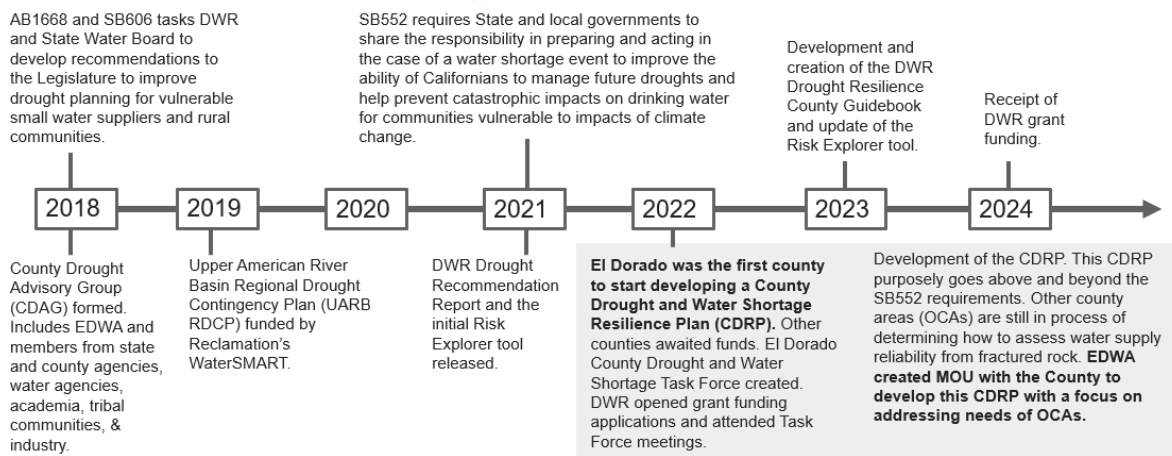 AB1668 and SB606 tasks DWR
and State Water Board to
develop recommendations to
the Legislature to improve
drought planning for vulnerable
small water suppliers and rural
communities.
SB552 requires State and local governments to
share the responsibility in preparing and acting in
the case of a water shortage event to improve the
ability of Californians to manage future droughts and
help prevent catastrophic impacts on drinking water
for communities vulnerable to impacts of climate
change.
Development and
creation of the DWR
Drought Resilience
County Guidebook
and update of the
Risk Explorer tool.
Receipt of
DWR grant
funding.
2018
2019
2020
2021
2022
2023
2024
County Drought
Advisory Group
(CDAG) formed.
Includes EDWA and
members from state
and county agencies,
water agencies,
academia, tribal
communities, &
industry.
Upper American River
Basin Regional Drought
Contingency Plan (UARB
RDCP) funded by
Reclamation's
WaterSMART.
DWR Drought
Recommendation
Report and the
initial Risk
Explorer tool
released.
El Dorado was the first county
to start developing a County
Drought and Water Shortage
Resilience Plan (CDRP). Other
counties awaited funds. El Dorado
County Drought and Water
Shortage Task Force created.
DWR opened grant funding
applications and attended Task
Force meetings.
Development of the CDRP. This CDRP
purposely goes above and beyond the
SB552 requirements. Other county
areas (OCAs) are still in process of
determining how to assess water supply
reliability from fractured rock. EDWA
created MOU with the County to
develop this CDRP with a focus on
addressing needs of OCAs.